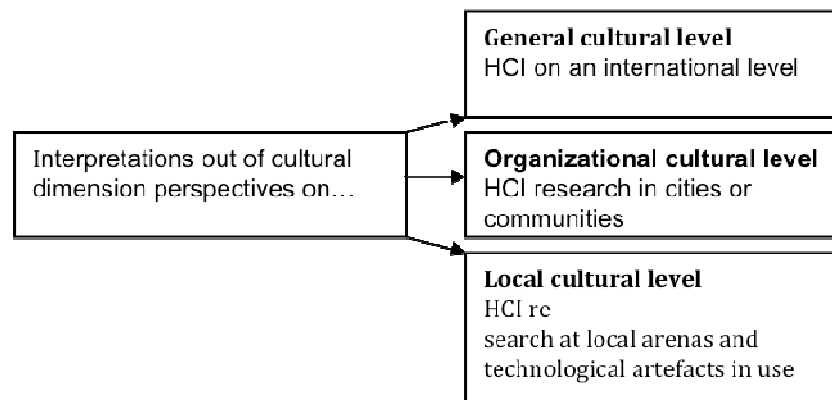 General cultural level
HCI on an international level
Interpretations out of cultural
dimension perspectives on…
Organizational cultural level
HCI research in cities or
communities
Local cultural level
HCI re
search at local arenas and
technological artefacts in use